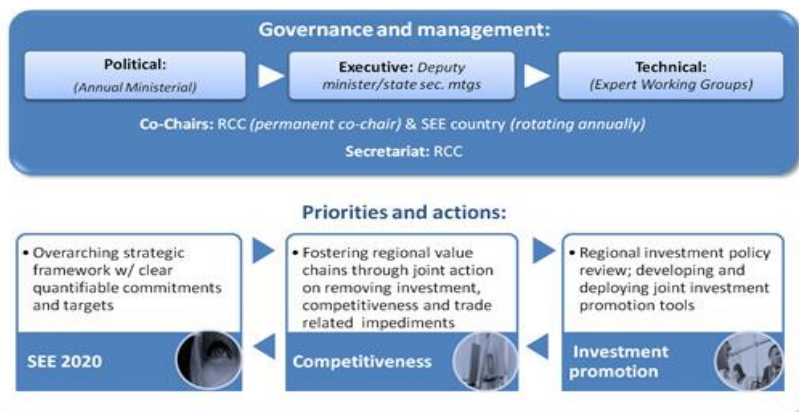 Governance and management:
Political:
(Annual Ministerial)
Executive: Deputy
minister/state sec. mtgs
Technical:
(Expert Working Groups)
Co-Chairs: RCC (permanent co-chair) & SEE country (rotating annually)
Secretariat: RCC
Priorities and actions:
• Overarching strategic
framework w/ clear
quantifiable commitments
and targets
SEE 2020
• Fostering regional value
chains through joint action
on removing investment,
competitiveness and trade
related impediments
Competitiveness
• Regional investment policy
review; developing and
deploying joint investment
promotion tools
Investment
promotion